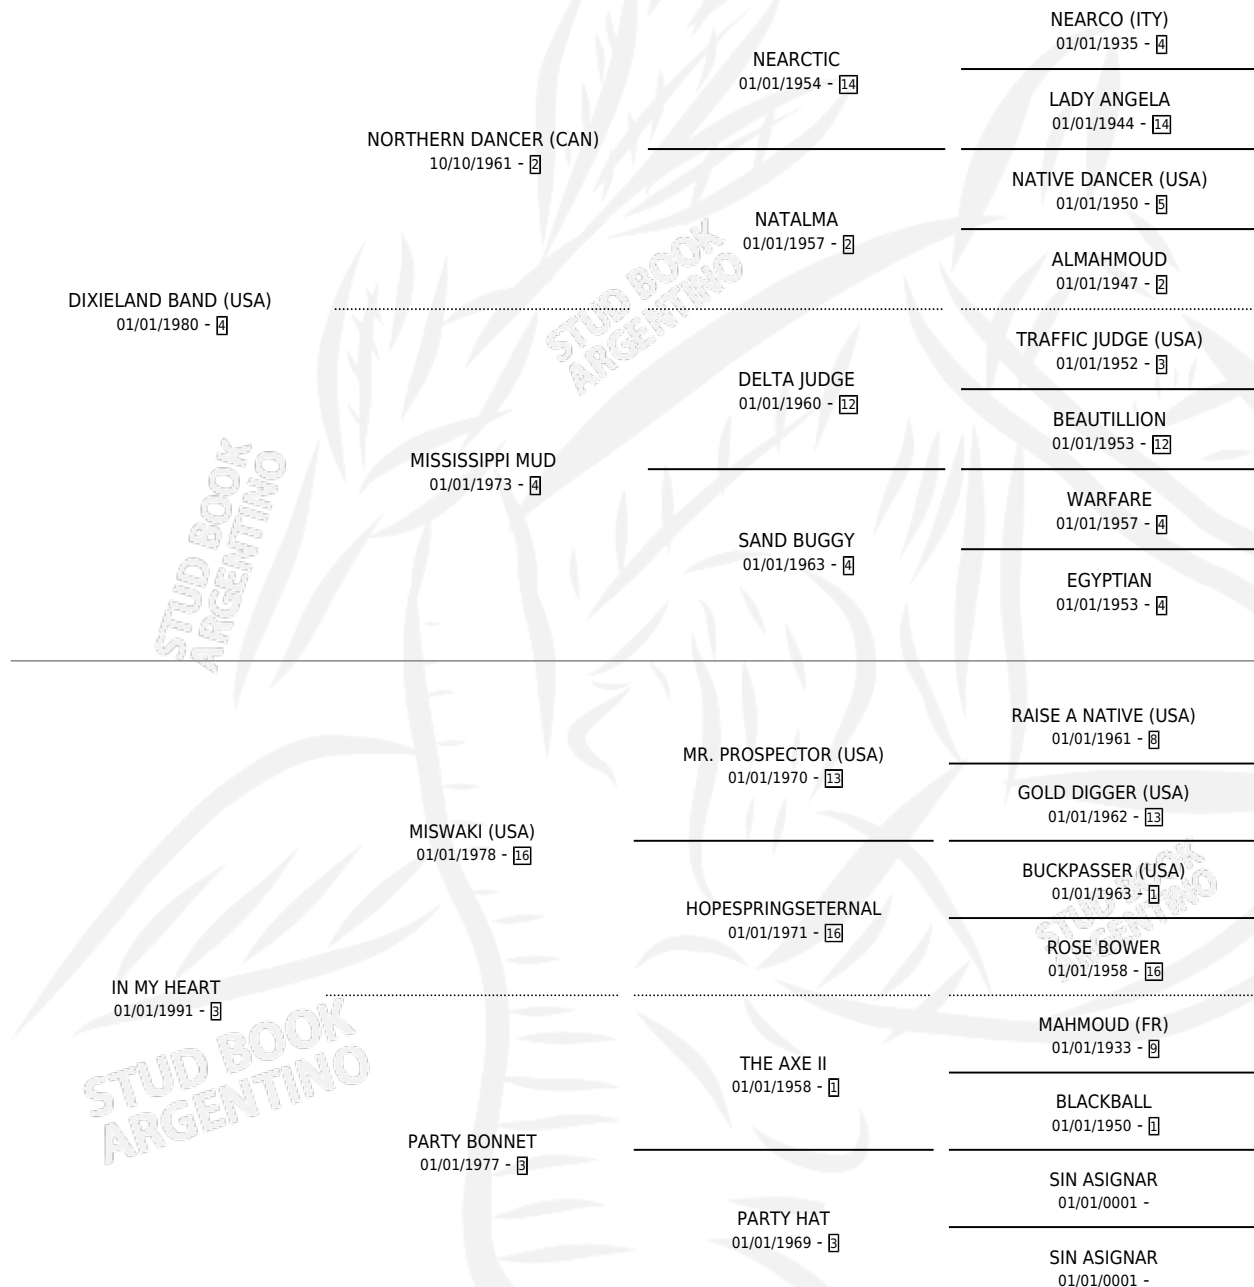 NEARCO (ITY)
01/01/1935 - 4
NEARCTIC
01/01/1954 - 14
LADY ANGELA
01/01/1944 - 14
NORTHERN DANCER (CAN)
10/10/1961 - 2
NATIVE DANCER (USA)
01/01/1950 - 5
NATALMA
01/01/1957 - 2
ALMAHMOUD
01/01/1947 - 2
DIXIELAND BAND (USA)
01/01/1980 - 4
STUD BOOK
ARGENTINO
TRAFFIC JUDGE (USA)
01/01/1952 - 3
DELTA JUDGE
01/01/1960 - 12
BEAUTILLION
01/01/1953 - 12
MISSISSIPPI MUD
01/01/1973 - 4
WARFARE
01/01/1957 - 4
SAND BUGGY
01/01/1963 - 4
EGYPTIAN
01/01/1953 - 4
STUD BOOK
ARGENTINO
RAISE A NATIVE (USA)
01/01/1961 - 8
MR. PROSPECTOR (USA)
01/01/1970 - 13
GOLD DIGGER (USA)
01/01/1962 - 13
MISWAKI (USA)
01/01/1978 - 16
BUCKPASSER (USA)
01/01/1963 - 1
HOPESPRINGSETERNAL
01/01/1971 - 16
STUD BOOK
ARGENTINO
ROSE BOWER
01/01/1958 - 16
IN MY HEART
01/01/1991 - 3
MAHMOUD (FR)
01/01/1933 - 9
THE AXE II
01/01/1958 - 1
BLACKBALL
01/01/1950 - 1
STUD BOOK
ARGENTINO
PARTY BONNET
01/01/1977 - 3
SIN ASIGNAR
01/01/0001 -
PARTY HAT
01/01/1969 - 3
SIN ASIGNAR
01/01/0001 -